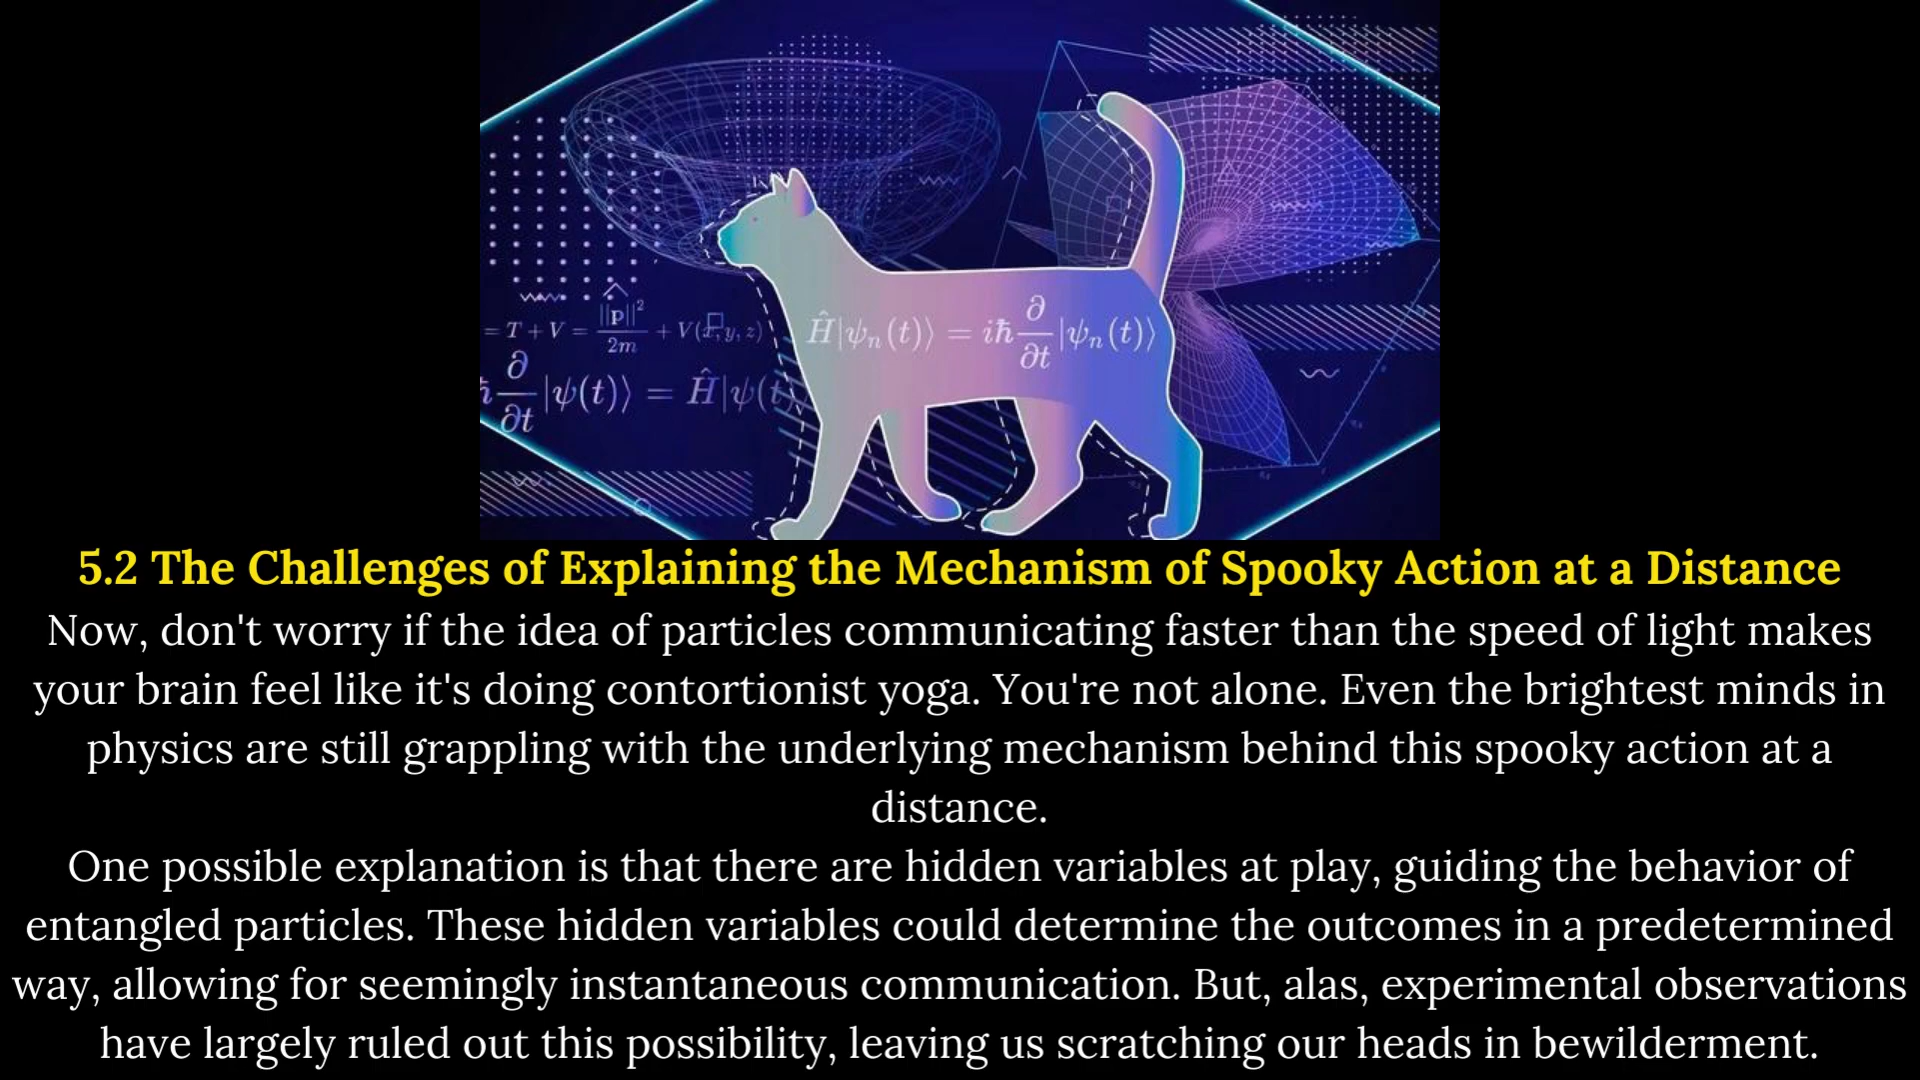 = T + V = ||p||² / 2m + V(x, y, z)
Ĥ|ψₙ(t)⟩ = iħ ∂/∂t |ψₙ(t)⟩
ħ ∂/∂t |ψ(t)⟩ = Ĥ|ψ(t)
5.2 The Challenges of Explaining the Mechanism of Spooky Action at a Distance
Now, don't worry if the idea of particles communicating faster than the speed of light makes
your brain feel like it's doing contortionist yoga. You're not alone. Even the brightest minds in
physics are still grappling with the underlying mechanism behind this spooky action at a
distance.
One possible explanation is that there are hidden variables at play, guiding the behavior of
entangled particles. These hidden variables could determine the outcomes in a predetermined
way, allowing for seemingly instantaneous communication. But, alas, experimental observations
have largely ruled out this possibility, leaving us scratching our heads in bewilderment.